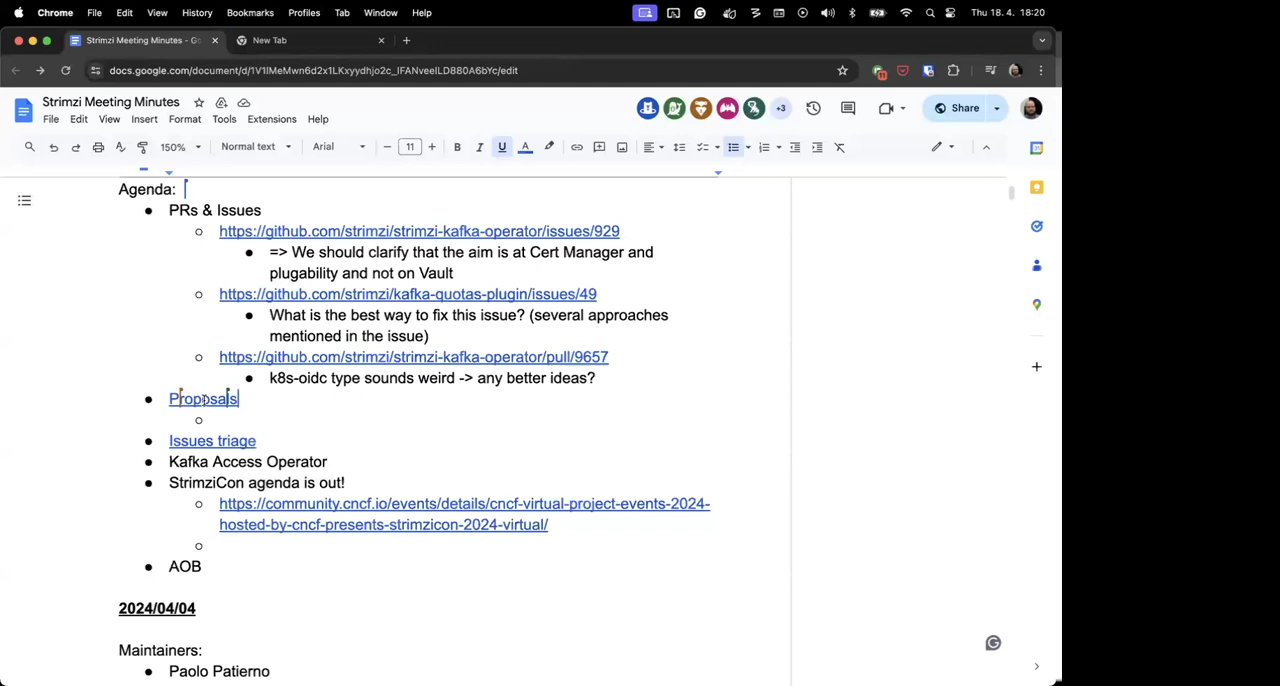 Chrome File Edit View History Bookmarks Profiles Tab Window Help Thu 18.4. 18:20
Strimzi Meeting Minutes - Go New Tab
docs.google.com/document/d/1V1lMeMwn6d2x1LKxyydhjo2c_IFANveelLD880A6bYc/edit
Strimzi Meeting Minutes +3 Share
File Edit View Insert Format Tools Extensions Help
150% Normal text Arial 11
Agenda:
PRs & Issues
https://github.com/strimzi/strimzi-kafka-operator/issues/929
=> We should clarify that the aim is at Cert Manager and
plugability and not on Vault
https://github.com/strimzi/kafka-quotas-plugin/issues/49
What is the best way to fix this issue? (several approaches
mentioned in the issue)
https://github.com/strimzi/strimzi-kafka-operator/pull/9657
k8s-oidc type sounds weird -> any better ideas?
Proposals
Issues triage
Kafka Access Operator
StrimziCon agenda is out!
https://community.cncf.io/events/details/cncf-virtual-project-events-2024-
hosted-by-cncf-presents-strimzicon-2024-virtual/
AOB
2024/04/04
Maintainers:
Paolo Patierno